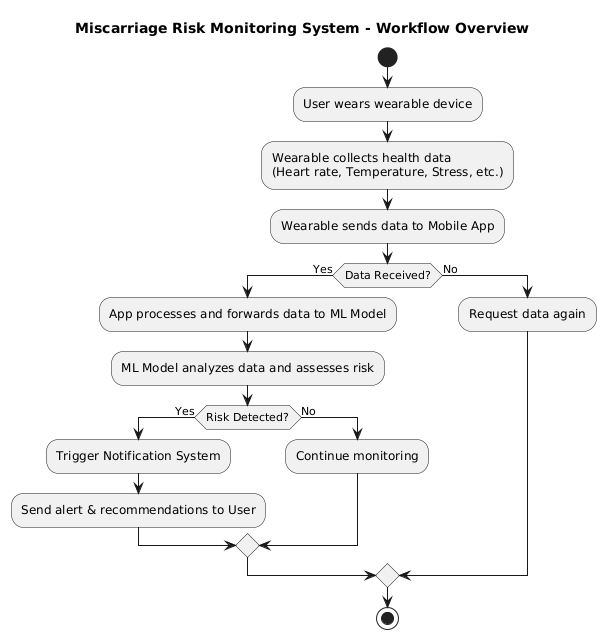 Miscarriage Risk Monitoring System - Workflow Overview
User wears wearable device
Wearable collects health data
(Heart rate, Temperature, Stress, etc.)
Wearable sends data to Mobile App
Yes
Data Received?
No
App processes and forwards data to ML Model
Request data again
ML Model analyzes data and assesses risk
Yes
Risk Detected?
No
Trigger Notification System
Continue monitoring
Send alert & recommendations to User